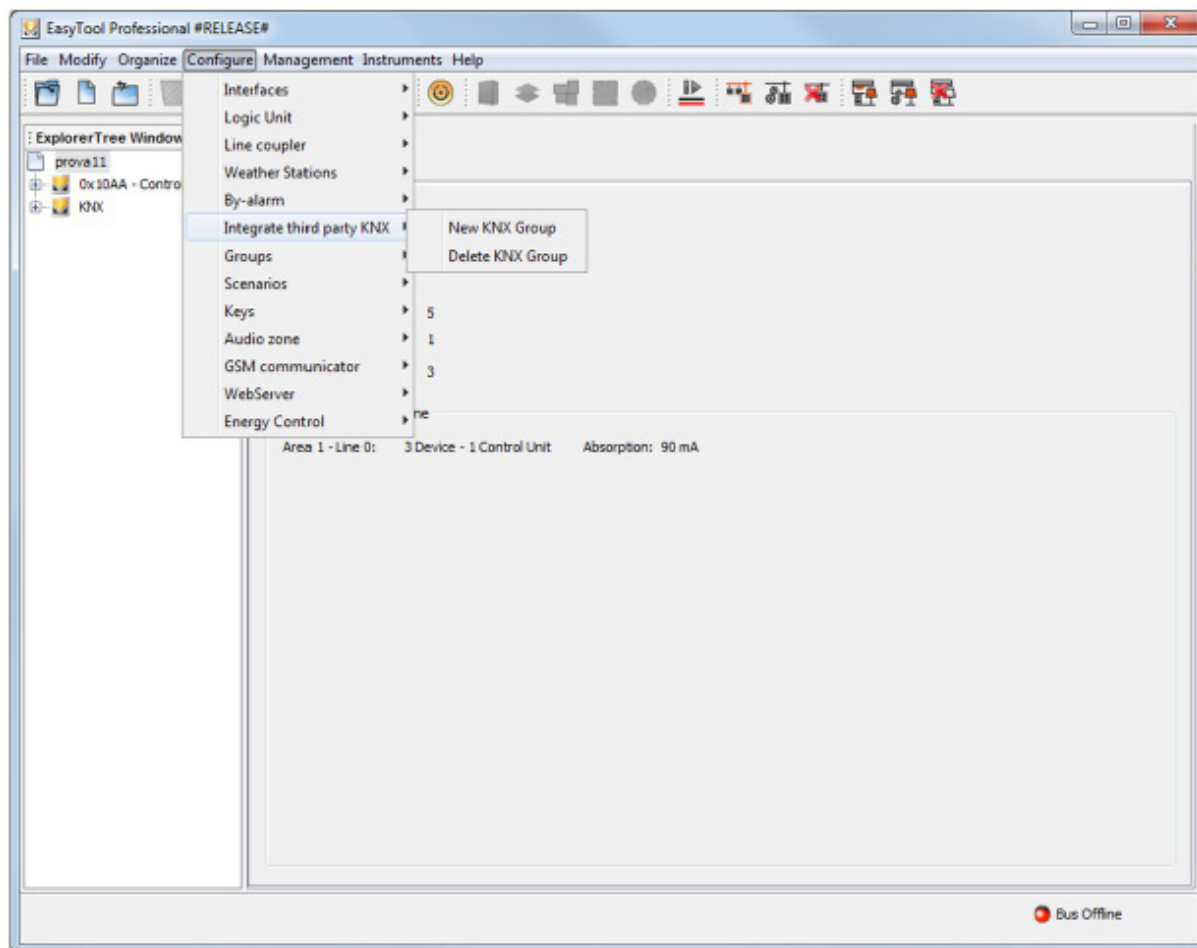 EasyTool Professional #RELEASE#
File Modify Organize Configure Management Instruments Help
ExplorerTree Window
prova11
0x10AA - Contro
KNX
Interfaces
Logic Unit
Line coupler
Weather Stations
By-alarm
Integrate third party KNX
New KNX Group
Delete KNX Group
Groups
Scenarios
Keys
5
Audio zone
1
GSM communicator
3
WebServer
Energy Control
ne
Area 1 - Line 0: 3 Device - 1 Control Unit Absorption: 90 mA
Bus Offline